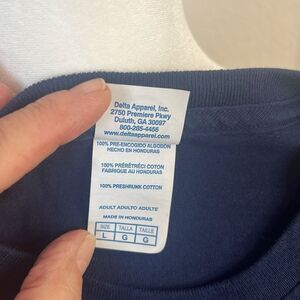 Delta Apparel, Inc.
2750 Premiere Pkwy
Duluth, GA 30097
800-285-4456
www.deltaapparel.com
100% PRE-ENCOGIDO ALGODON
HECHO EN HONDURAS
100% PRÉRÉTRÉCI COTON
FABRIQUE AU HONDURAS
100% PRESHRUNK COTTON
ADULT ADULTO ADULTE
MADE IN HONDURAS
SIZE TALLA TAILLE
L G G